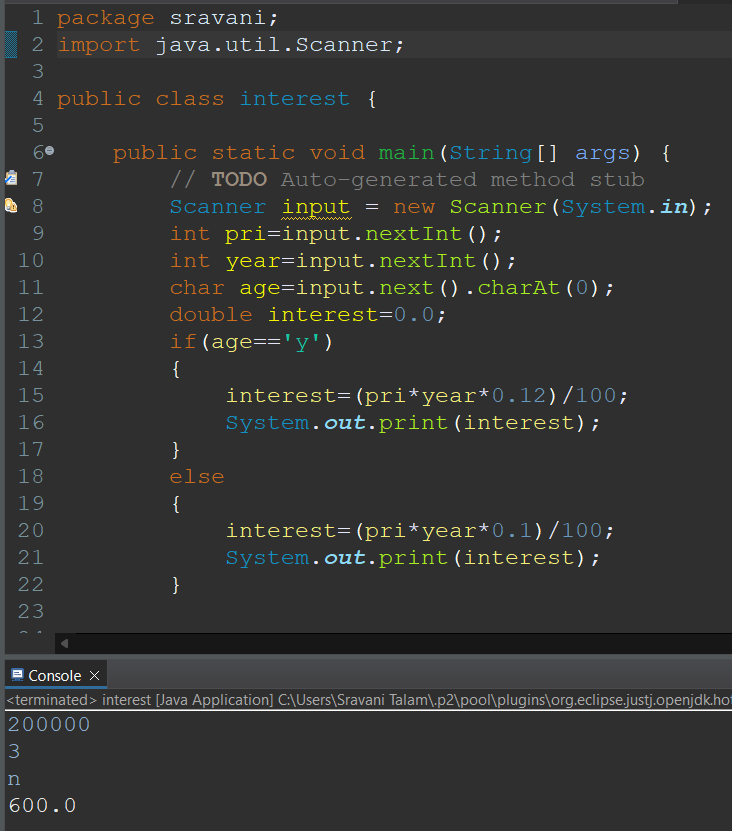 1 package sravani;
2 import java.util.Scanner;
3
4 public class interest {
5
6 public static void main(String[] args) {
7 // TODO Auto-generated method stub
8 Scanner input = new Scanner(System.in);
9 int pri=input.nextInt();
10 int year=input.nextInt();
11 char age=input.next().charAt(0);
12 double interest=0.0;
13 if(age=='y')
14 {
15 interest=(pri*year*0.12)/100;
16 System.out.print(interest);
17 }
18 else
19 {
20 interest=(pri*year*0.1)/100;
21 System.out.print(interest);
22 }
23
Console
<terminated> interest [Java Application] C:\Users\Sravani Talam\.p2\pool\plugins\org.eclipse.justj.openjdk.hot
200000
3
n
600.0